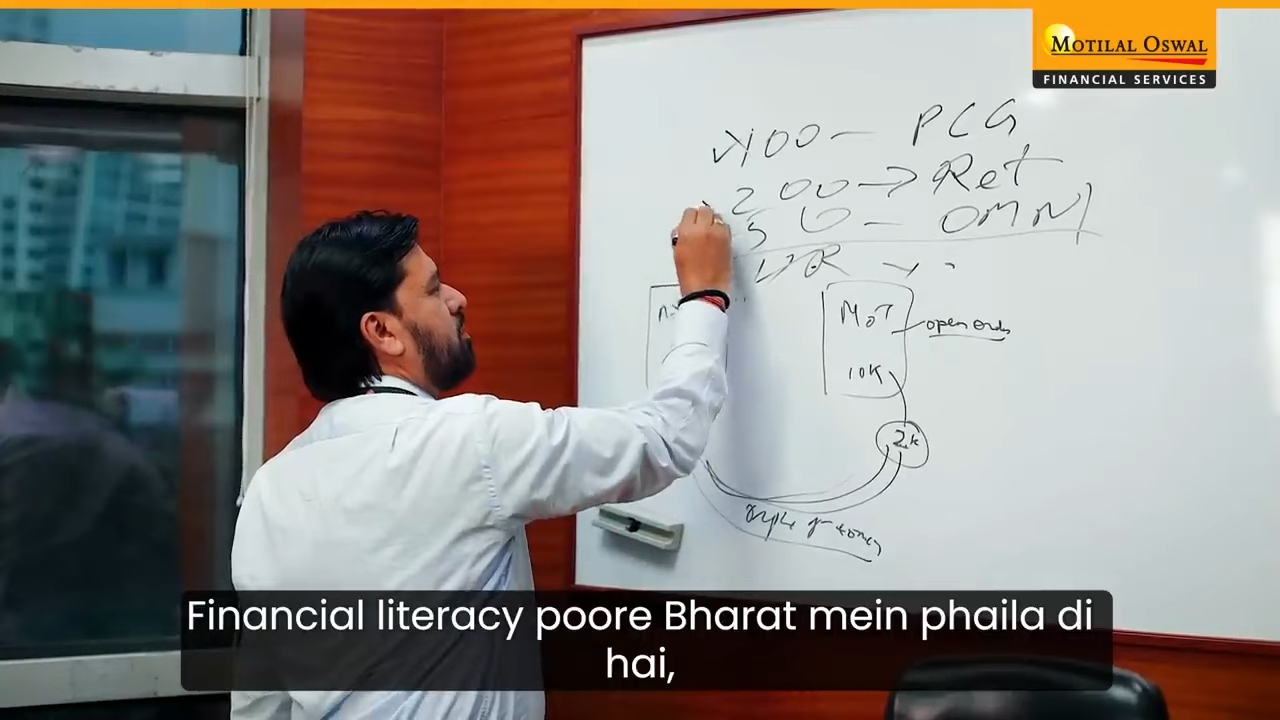 MOTILAL OSWAL
FINANCIAL SERVICES
100 — PCG
200 → Ret
50 — OMNI
MOT
open ends
10K
2K
Financial literacy poore Bharat mein phaila di
hai,